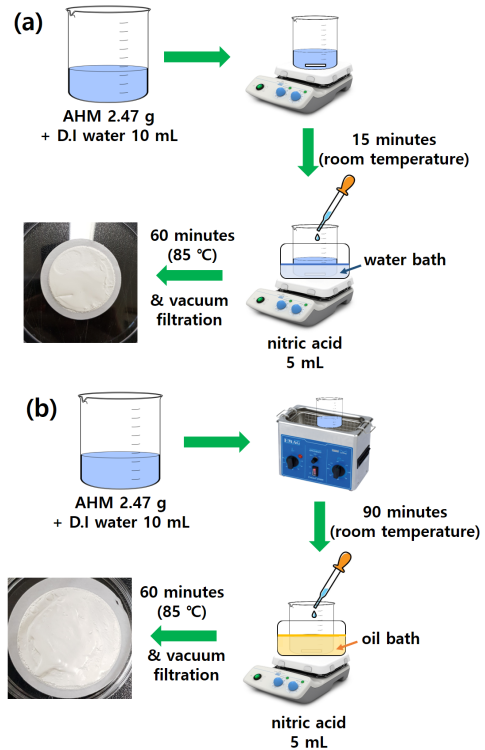 (a)
AHM 2.47 g
+ D.I water 10 mL
15 minutes
(room temperature)
60 minutes
(85 ℃)
& vacuum
filtration
water bath
nitric acid
5 mL
(b)
AHM 2.47 g
+ D.I water 10 mL
90 minutes
(room temperature)
60 minutes
(85 ℃)
& vacuum
filtration
oil bath
nitric acid
5 mL